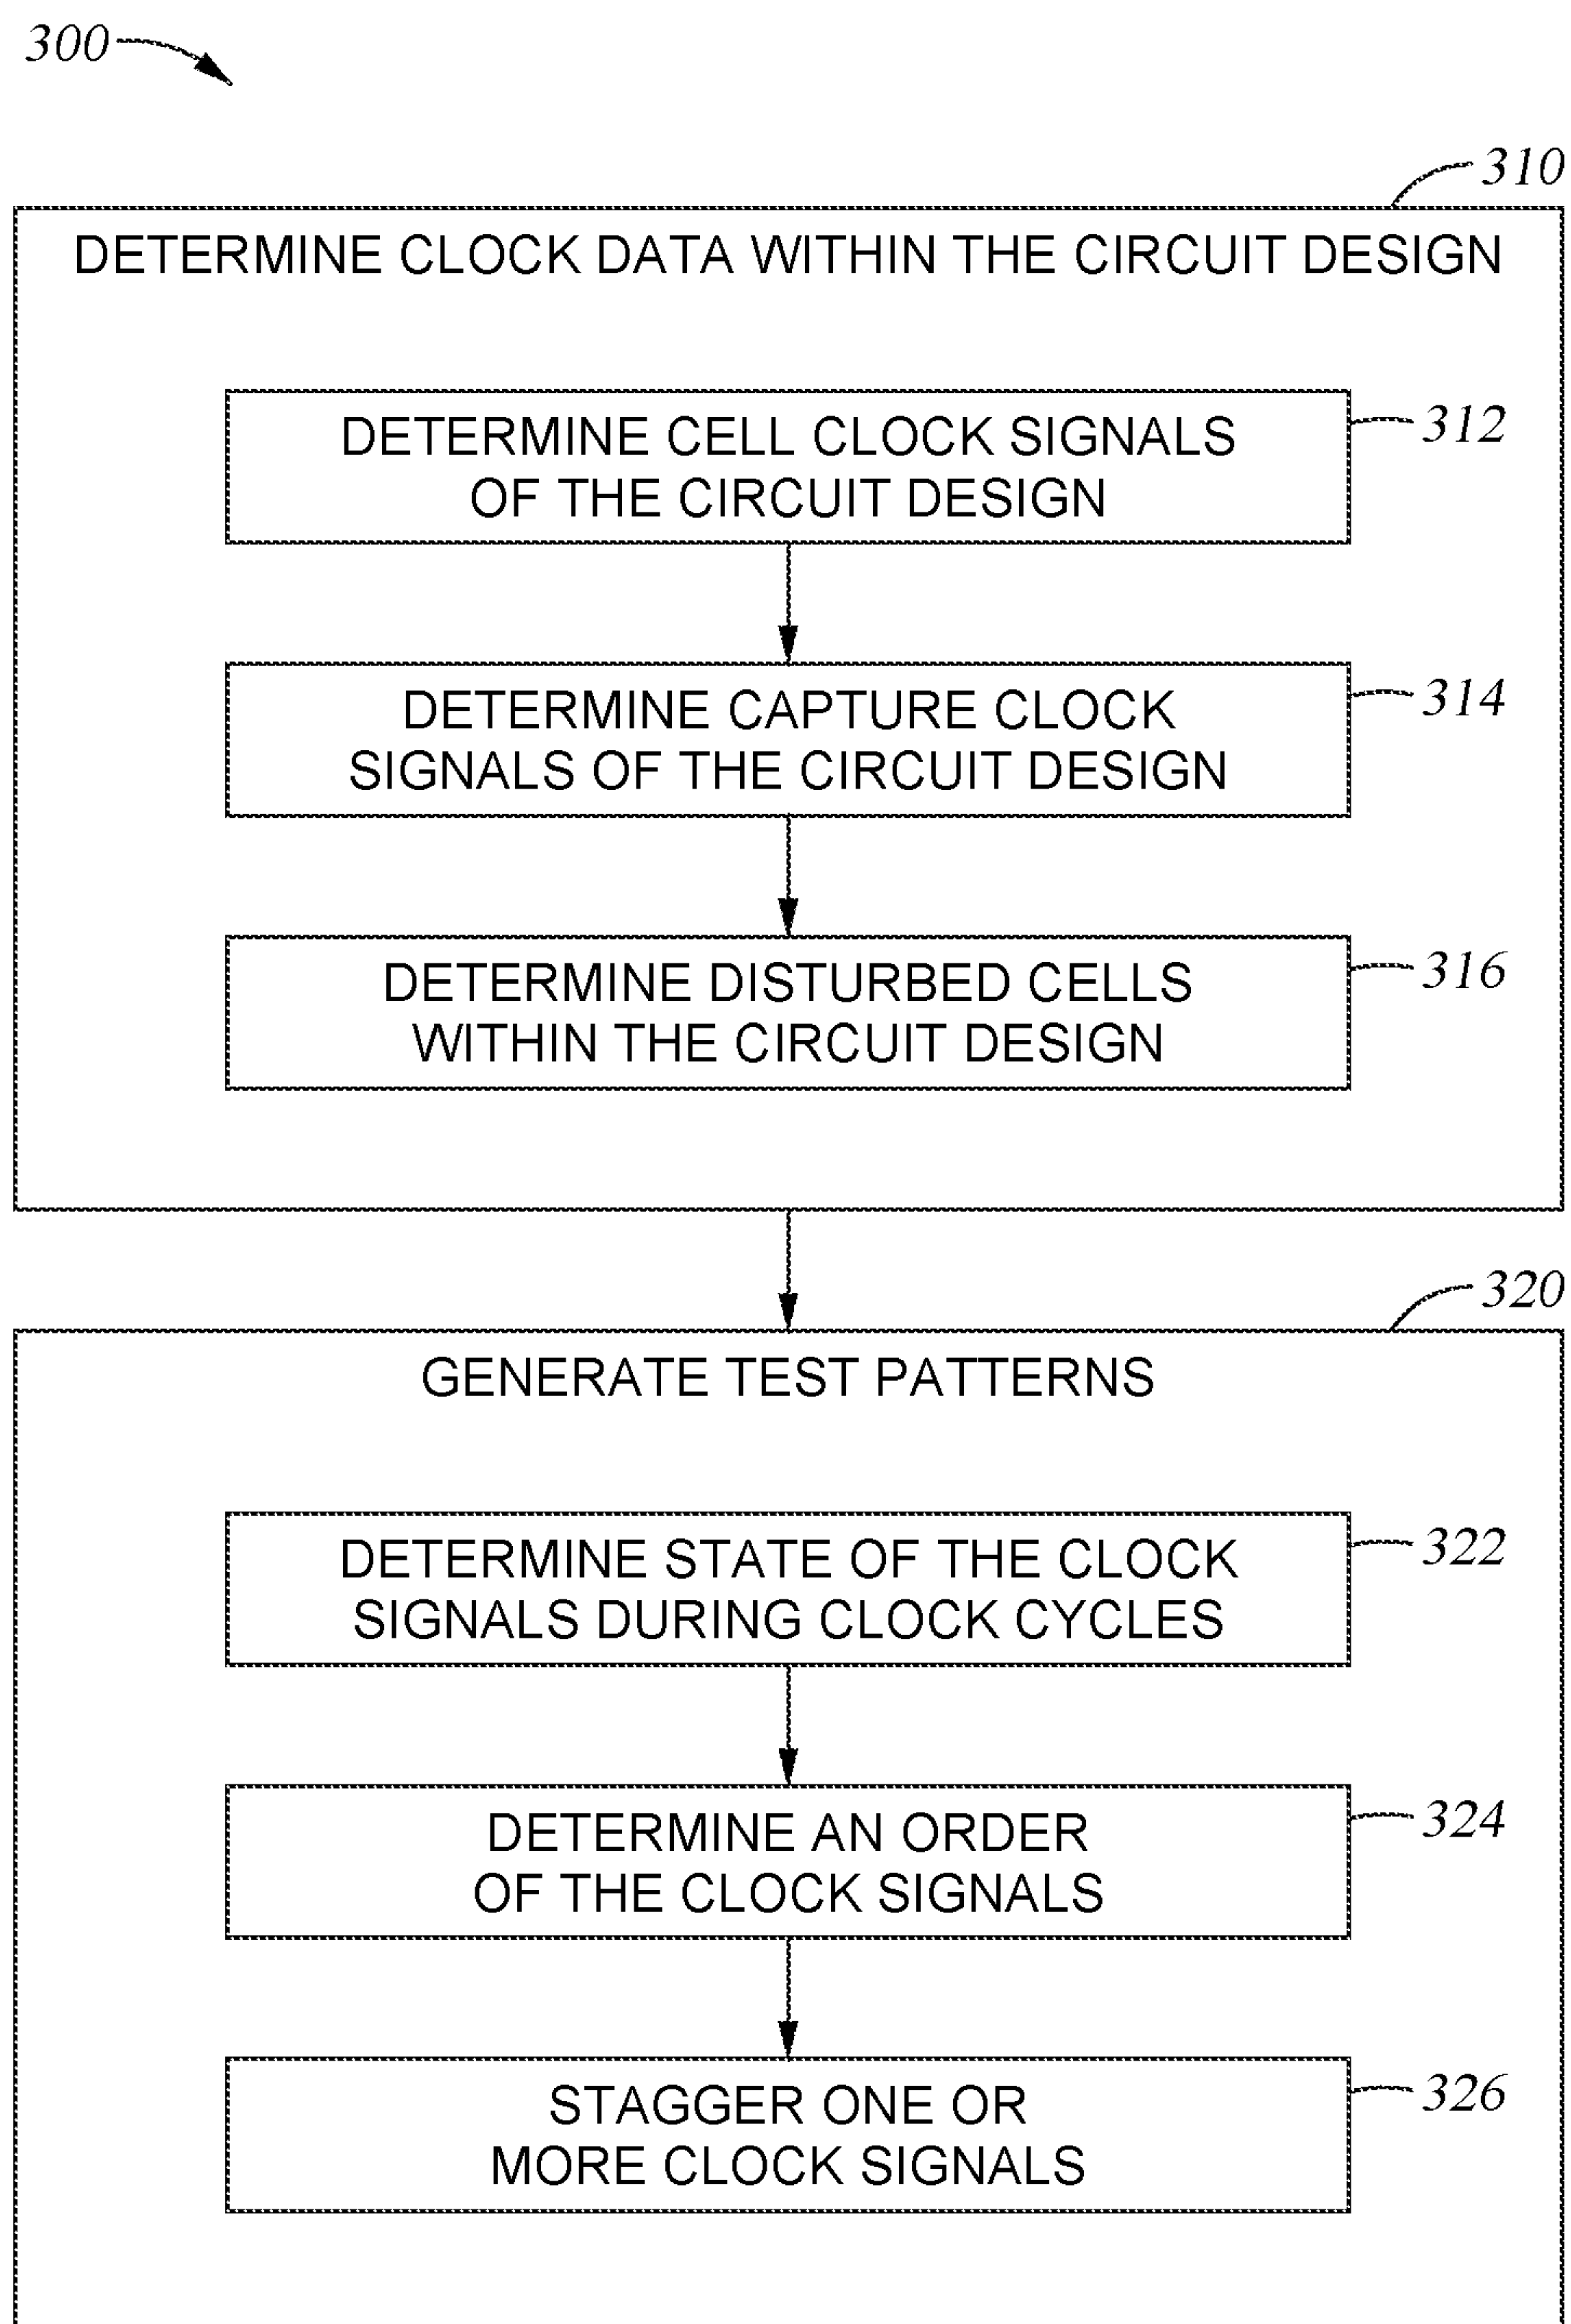 300
310
DETERMINE CLOCK DATA WITHIN THE CIRCUIT DESIGN
DETERMINE CELL CLOCK SIGNALS
OF THE CIRCUIT DESIGN
312
DETERMINE CAPTURE CLOCK
SIGNALS OF THE CIRCUIT DESIGN
314
DETERMINE DISTURBED CELLS
WITHIN THE CIRCUIT DESIGN
316
320
GENERATE TEST PATTERNS
DETERMINE STATE OF THE CLOCK
SIGNALS DURING CLOCK CYCLES
322
DETERMINE AN ORDER
OF THE CLOCK SIGNALS
324
STAGGER ONE OR
MORE CLOCK SIGNALS
326